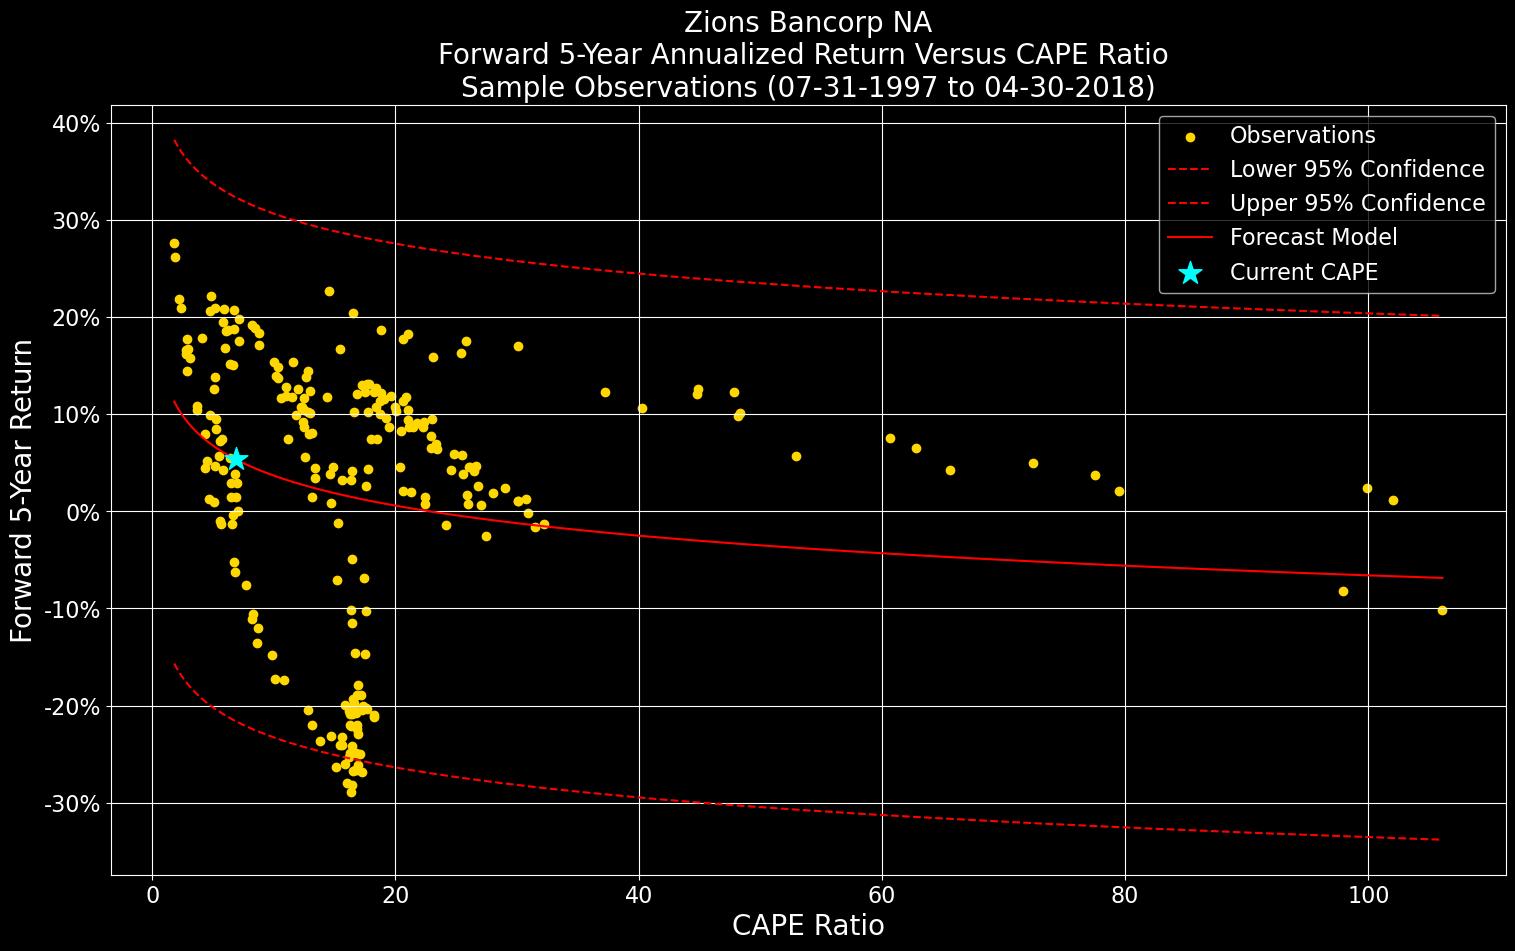 Zions Bancorp NA
Forward 5-Year Annualized Return Versus CAPE Ratio
Sample Observations (07-31-1997 to 04-30-2018)
Observations
Lower 95% Confidence
Upper 95% Confidence
Forecast Model
Current CAPE
Forward 5-Year Return
40%
30%
20%
10%
0%
-10%
-20%
-30%
0 20 40 60 80 100
CAPE Ratio